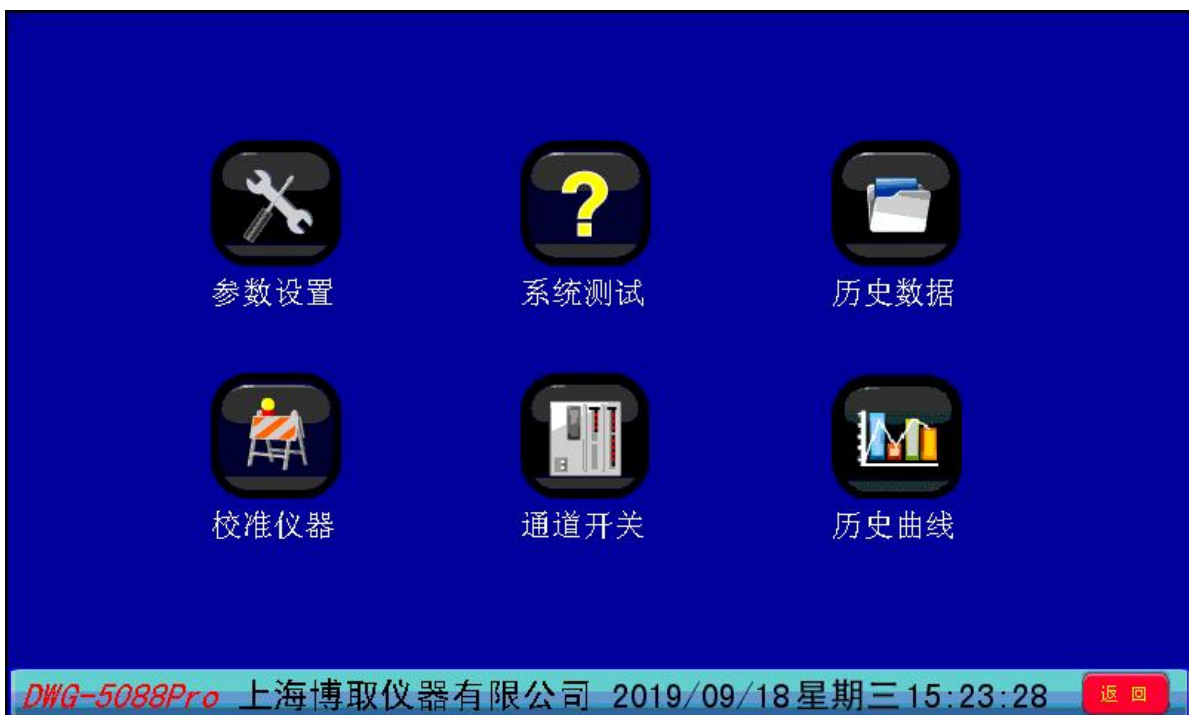 参数设置 系统测试 历史数据
校准仪器 通道开关 历史曲线
DWG-5088Pro 上海博取仪器有限公司 2019/09/18星期三15:23:28 返回